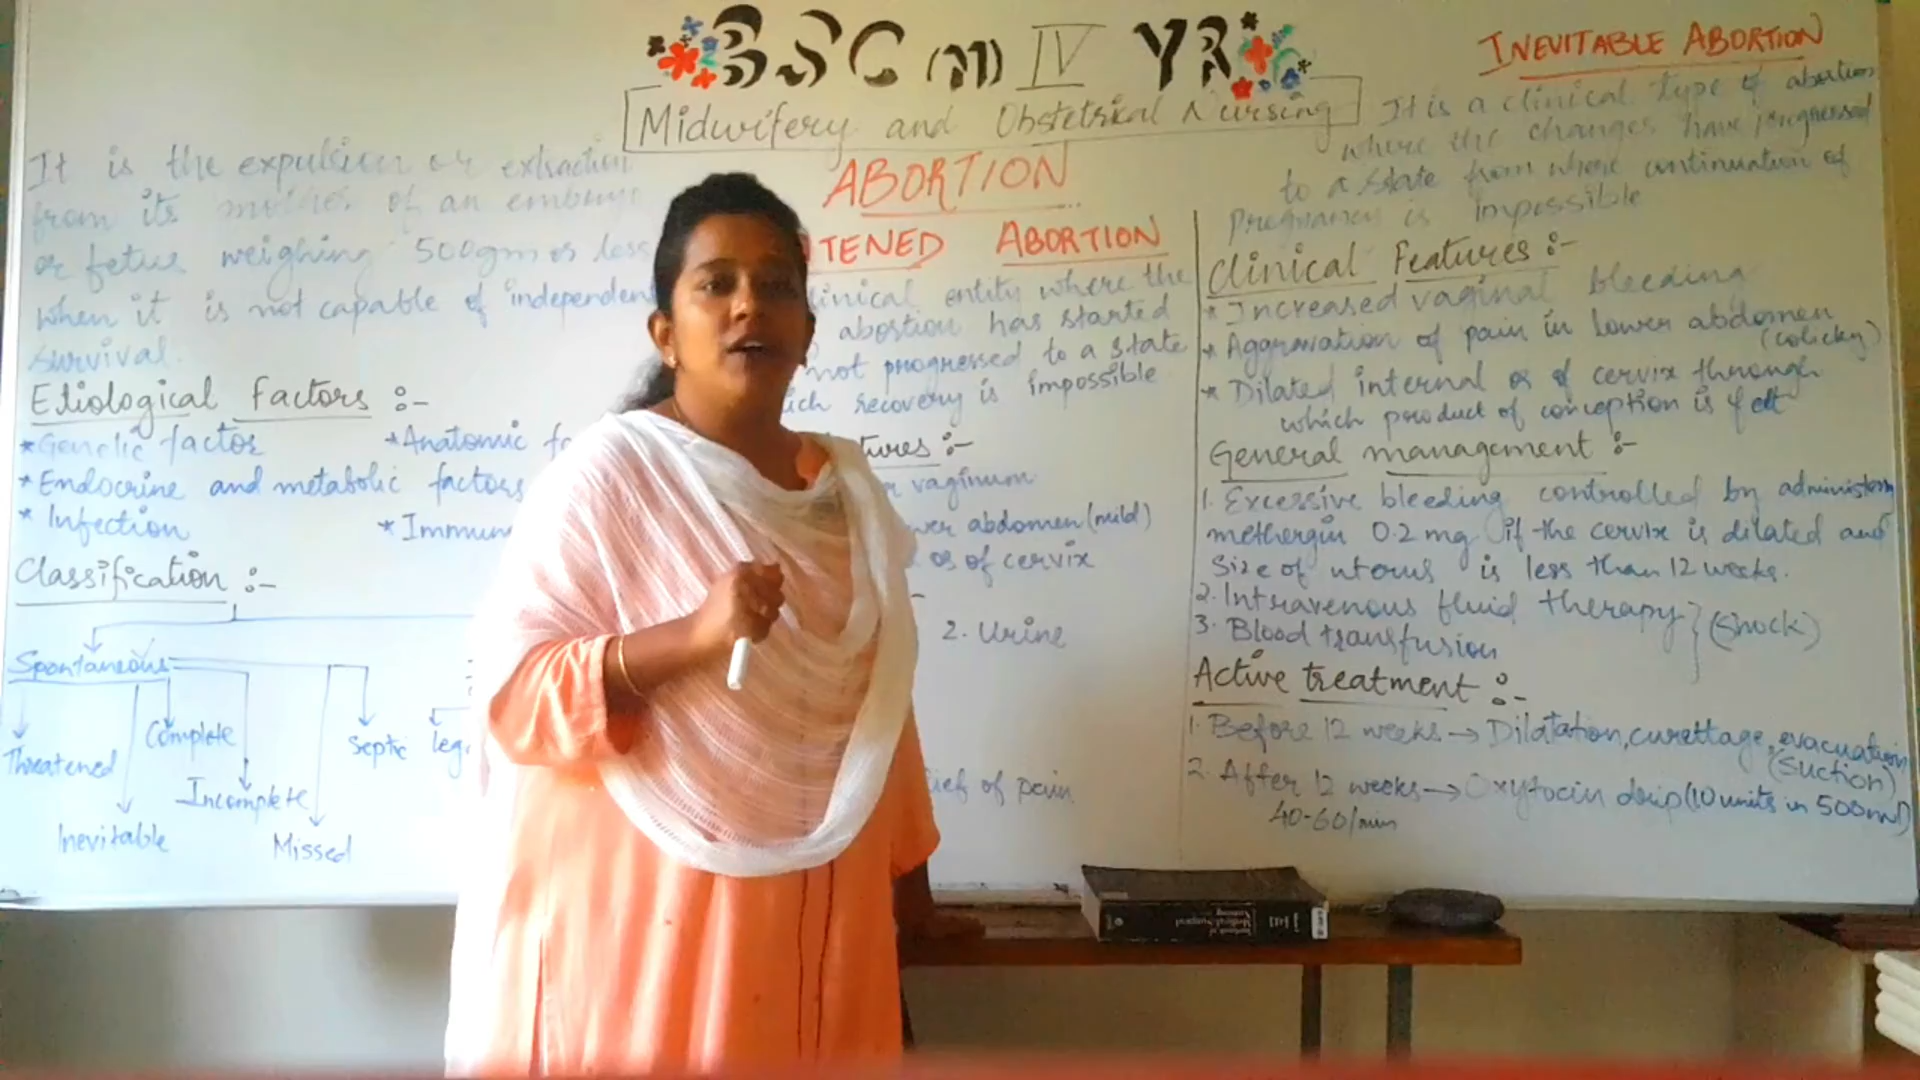 BSC (N) IV YR
Midwifery and Obstetrical Nursing
ABORTION
It is the expulsion or extraction
from its mother of an embryo
or fetus weighing 500gm or less
when it is not capable of independent
survival.
Etiological Factors :-
* Genetic factor * Anatomic
* Endocrine and metabolic factors
* Infection * Immun
Classification :-
Spontaneous
Threatened
Inevitable
Complete
Incomplete
Missed
Septic
TENED ABORTION
clinical entity where the
abortion has started
not progressed to a state
which recovery is impossible
tures :-
vaginum
abdomen (mild)
os of cervix
2. Urine
of pain
INEVITABLE ABORTION
It is a clinical type of abortion
where the changes have progressed
to a state from where continuation of
Pregnancy is impossible
Clinical Features :-
* Increased vaginal bleeding
* Aggravation of pain in lower abdomen
(colicky)
* Dilated internal os of cervix through
which product of conception is felt
General management :-
1. Excessive bleeding controlled by
methergin 0.2 mg if the cervix is dilated and
Size of uterus is less than 12 weeks.
2. Intravenous fluid therapy
3. Blood transfusion } (Shock)
Active treatment :-
1. Before 12 weeks → Dilatation, curettage, evacuation
(suction)
2. After 12 weeks → Oxytocin drip (10 units in 500ml)
40-60/min